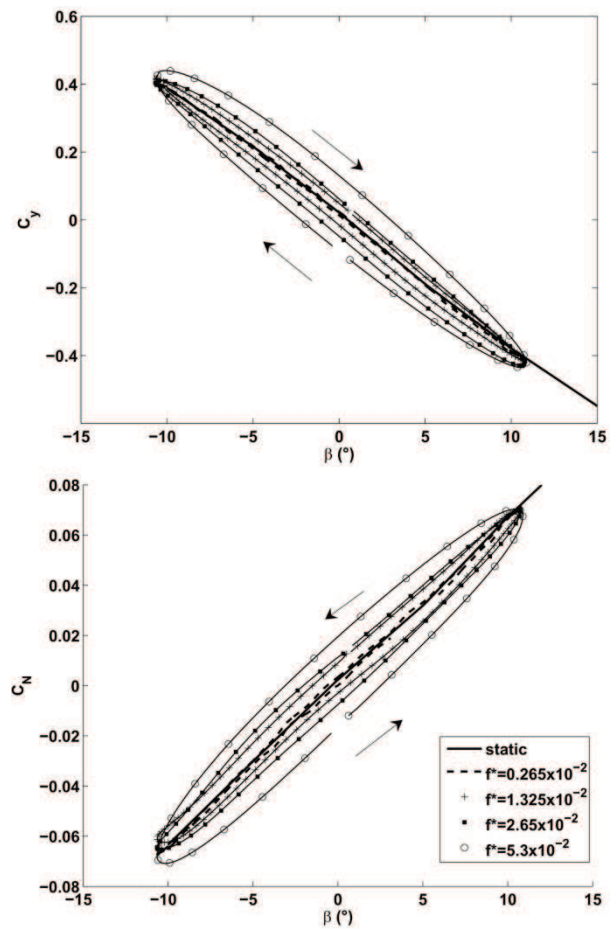 0.6
0.4
0.2
0
−0.2
−0.4
C_y
−15 −10 −5 0 5 10 15
β (°)
0.08
0.06
0.04
0.02
0
−0.02
−0.04
−0.06
−0.08
C_N
−15 −10 −5 0 5 10 15
β (°)
static
f*=0.265x10^−2
f*=1.325x10^−2
f*=2.65x10^−2
f*=5.3x10^−2